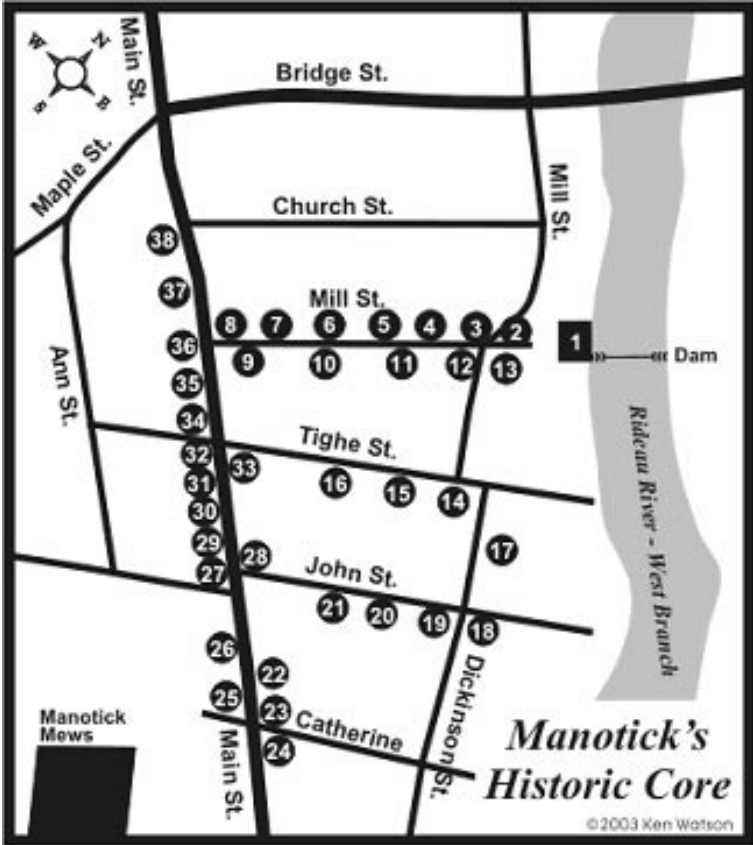 W
N
S
E
Main St.
Bridge St.
Maple St.
Church St.
Mill St.
38
37
Mill St.
8
7
6
5
4
3
2
1
Dam
9
10
11
12
13
36
35
Ann St.
34
Tighe St.
32
33
31
16
15
14
30
Rideau River - West Branch
29
28
27
John St.
17
21
20
19
18
26
22
25
23
24
Catherine
Dickinson St.
Main St.
Manotick
Mews
Manotick's
Historic Core
©2003 Ken Watson